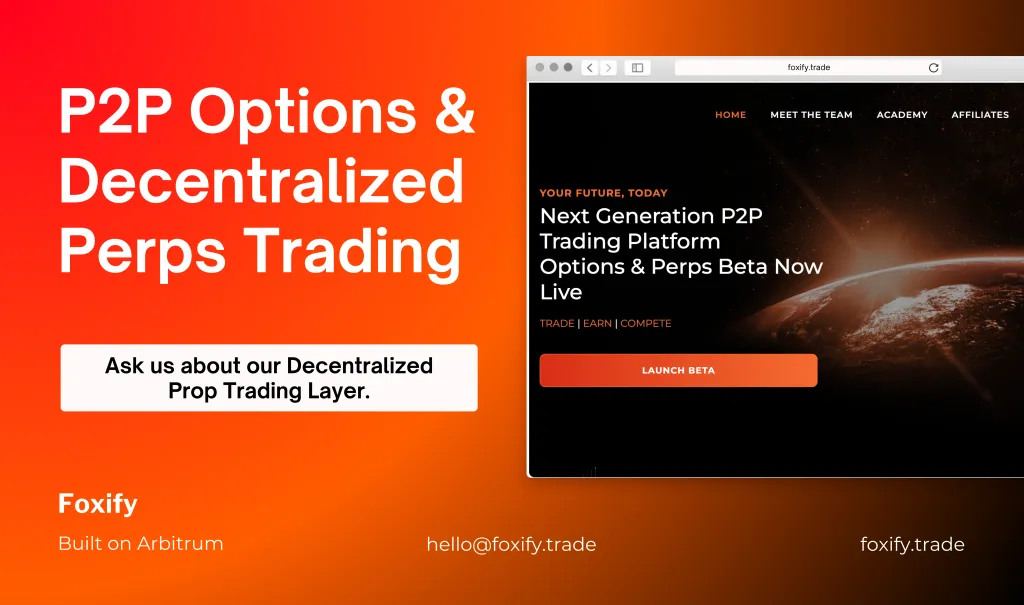 P2P Options &
Decentralized
Perps Trading
Ask us about our Decentralized
Prop Trading Layer.
foxify.trade
HOME MEET THE TEAM ACADEMY AFFILIATES
YOUR FUTURE, TODAY
Next Generation P2P
Trading Platform
Options & Perps Beta Now
Live
TRADE | EARN | COMPETE
LAUNCH BETA
Foxify
Built on Arbitrum
hello@foxify.trade
foxify.trade